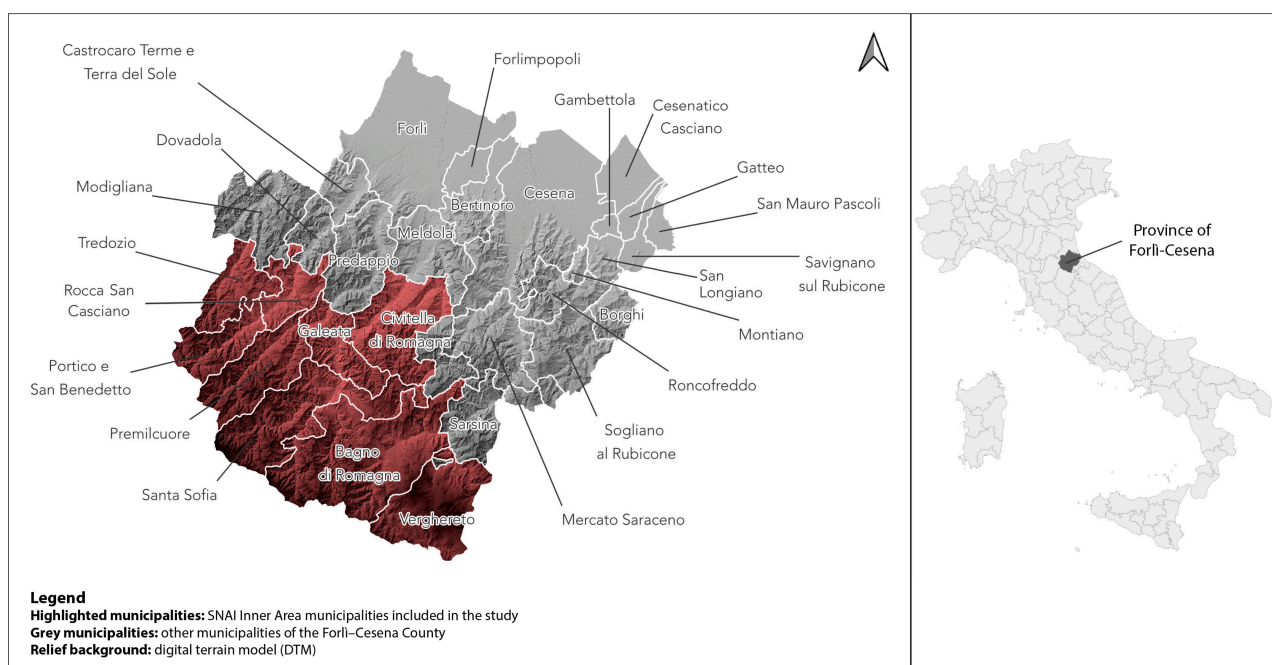 Castrocaro Terme e
Terra del Sole
Forlimpopoli
Gambettola
Cesenatico
Casciano
Forlì
Dovadola
Gatteo
Modigliana
Cesena
San Mauro Pascoli
Bertinoro
Meldola
Tredozio
Predappio
Savignano
sul Rubicone
San
Longiano
Rocca San
Casciano
Galeata
Civitella
di Romagna
Borghi
Montiano
Portico e
San Benedetto
Roncofreddo
Premilcuore
Sarsina
Sogliano
al Rubicone
Bagno
di Romagna
Santa Sofia
Verghereto
Mercato Saraceno
Legend
Highlighted municipalities: SNAI Inner Area municipalities included in the study
Grey municipalities: other municipalities of the Forlì–Cesena County
Relief background: digital terrain model (DTM)
Province of
Forlì-Cesena